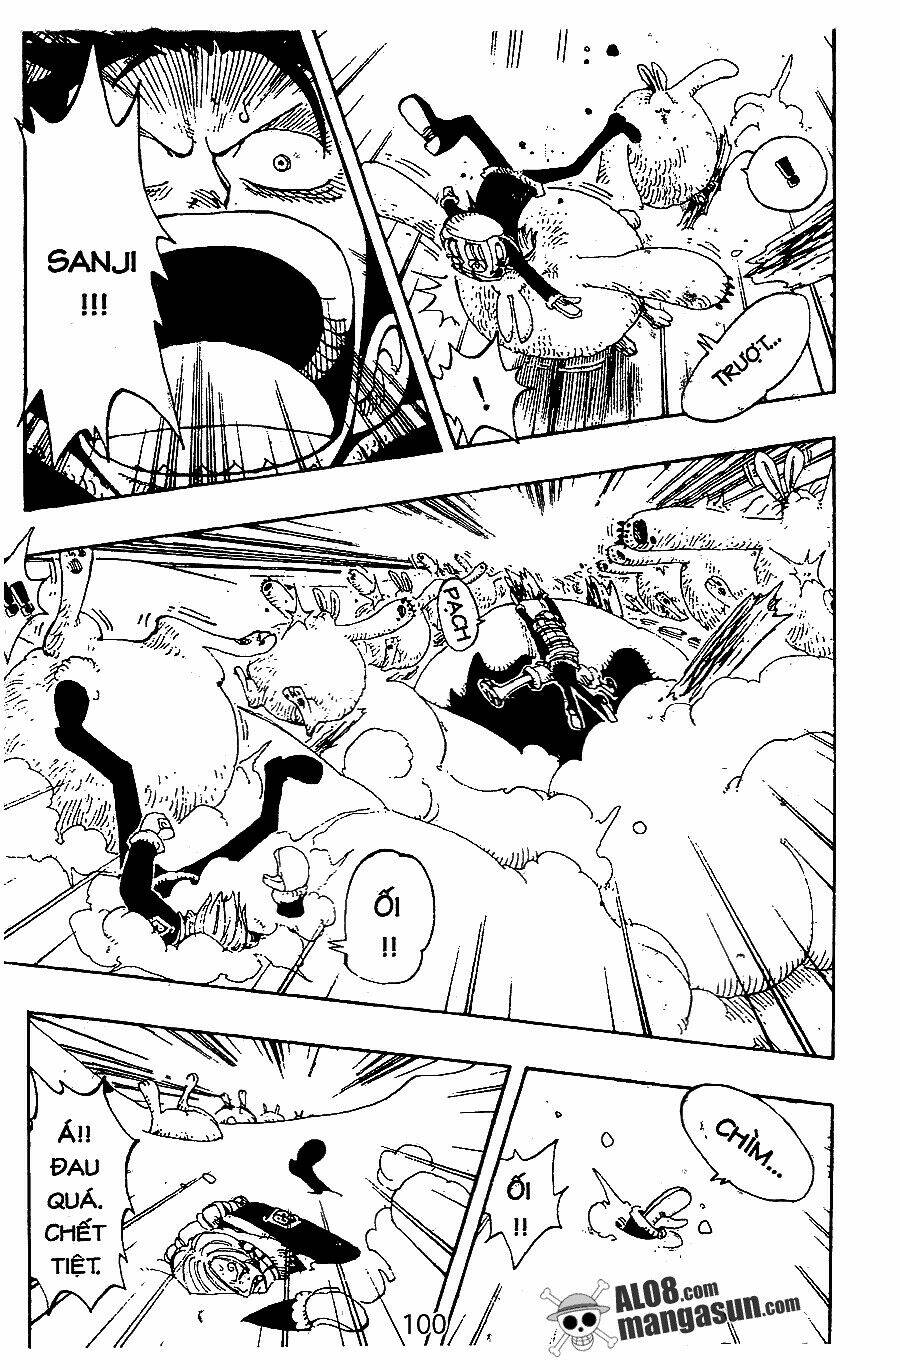 SANJI
!!!
!!
TRƯỢT...
!
PẠCH
!!
ỐI
!!
Á!!
ĐAU
QUÁ.
CHẾT
TIỆT.
CHÌM...
ỐI
!!
100
ALO8.com
mangasun.com